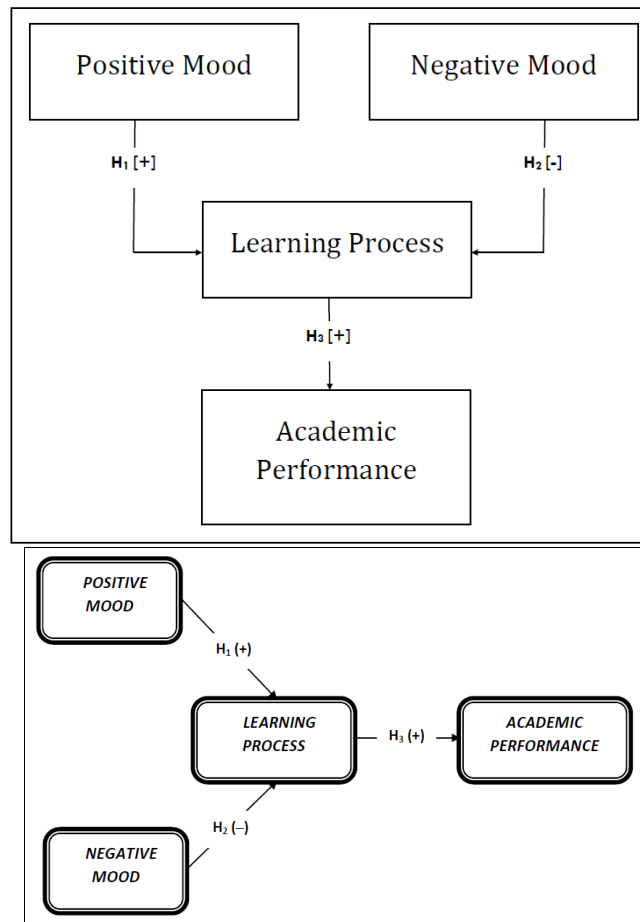 Positive Mood
Negative Mood
H₁ [+]
H₂ [-]
Learning Process
H₃ [+]
Academic
Performance
POSITIVE
MOOD
H₁ (+)
LEARNING
PROCESS
H₃ (+)
ACADEMIC
PERFORMANCE
H₂ (–)
NEGATIVE
MOOD